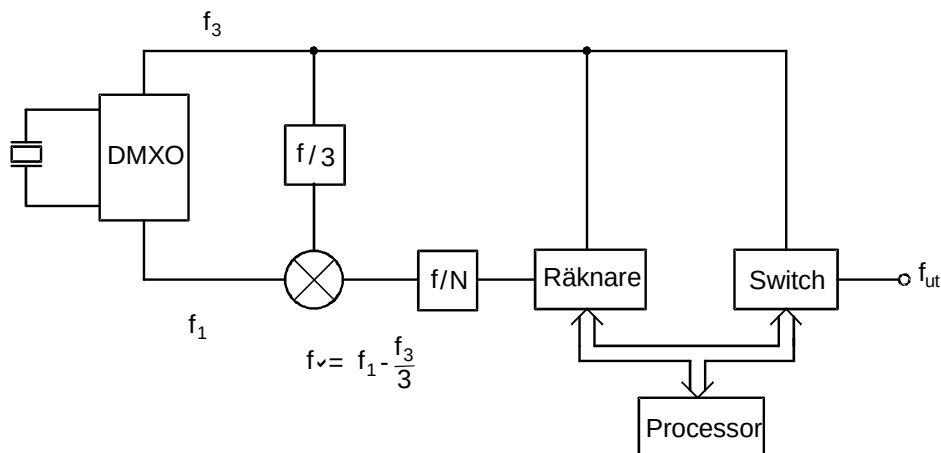 f3
DMXO
f/3
f/N
Räknare
Switch
fut
f1
f = f1 - f3/3
Processor